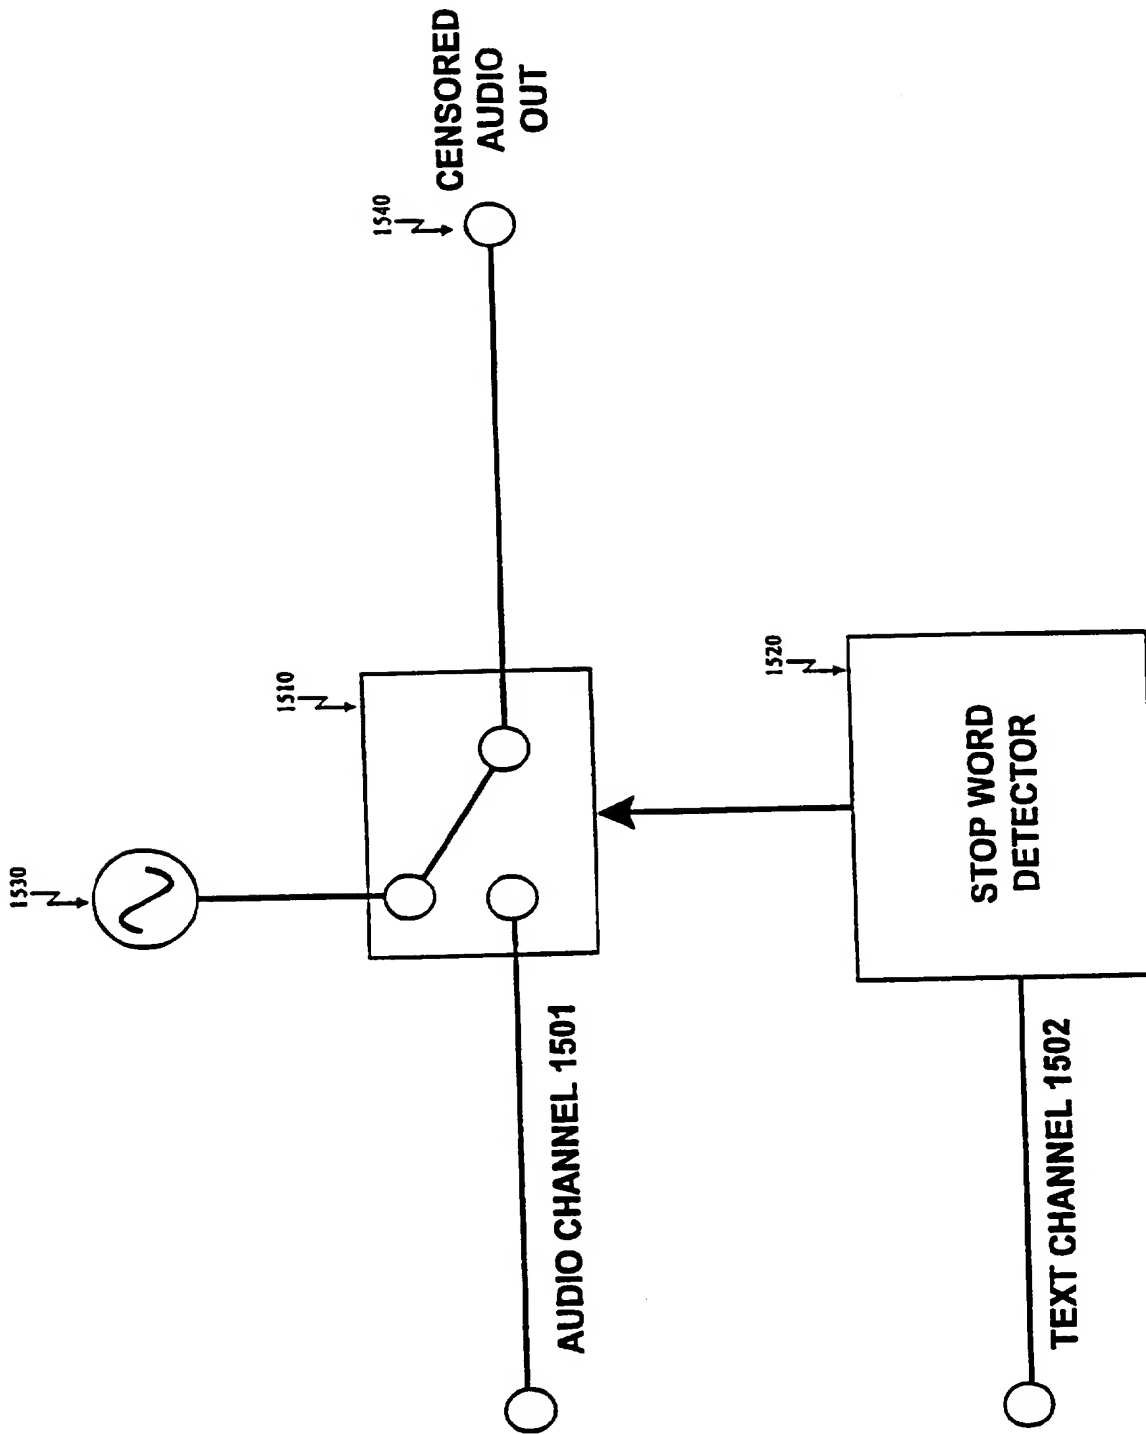 1530
1510
1540
CENSORED
AUDIO
OUT
AUDIO CHANNEL 1501
1520
STOP WORD
DETECTOR
TEXT CHANNEL 1502